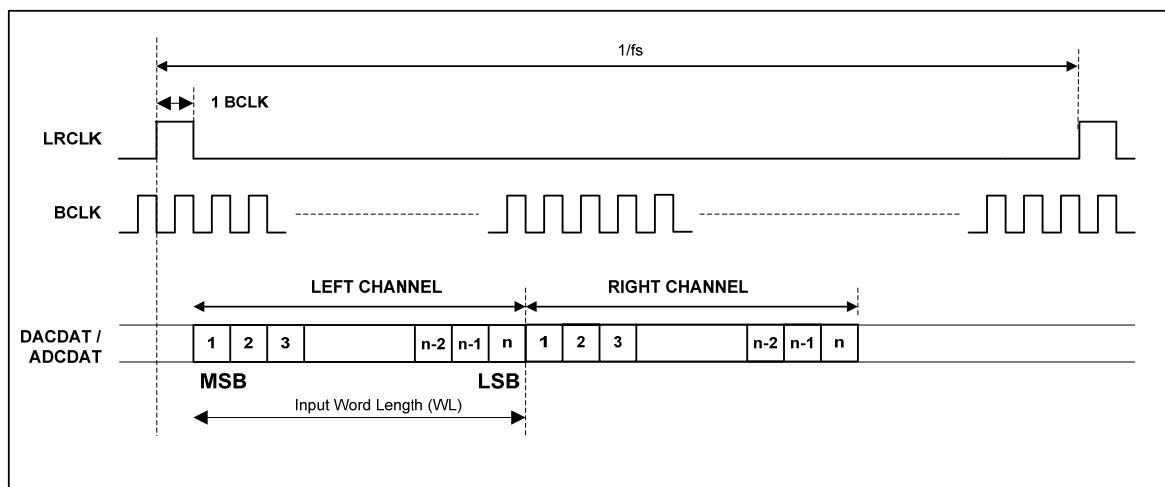 1/fs
1 BCLK
LRCLK
BCLK
LEFT CHANNEL RIGHT CHANNEL
DACDAT /
ADCDAT
1 2 3 n-2 n-1 n 1 2 3 n-2 n-1 n
MSB LSB
Input Word Length (WL)